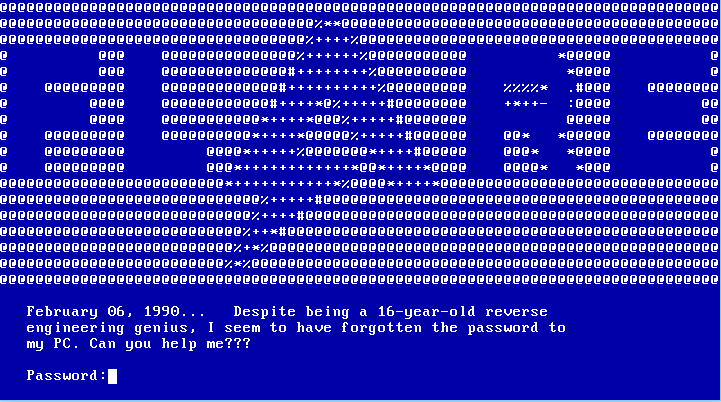 FLARE
February 06, 1990... Despite being a 16-year-old reverse
engineering genius, I seem to have forgotten the password to
my PC. Can you help me???
Password: